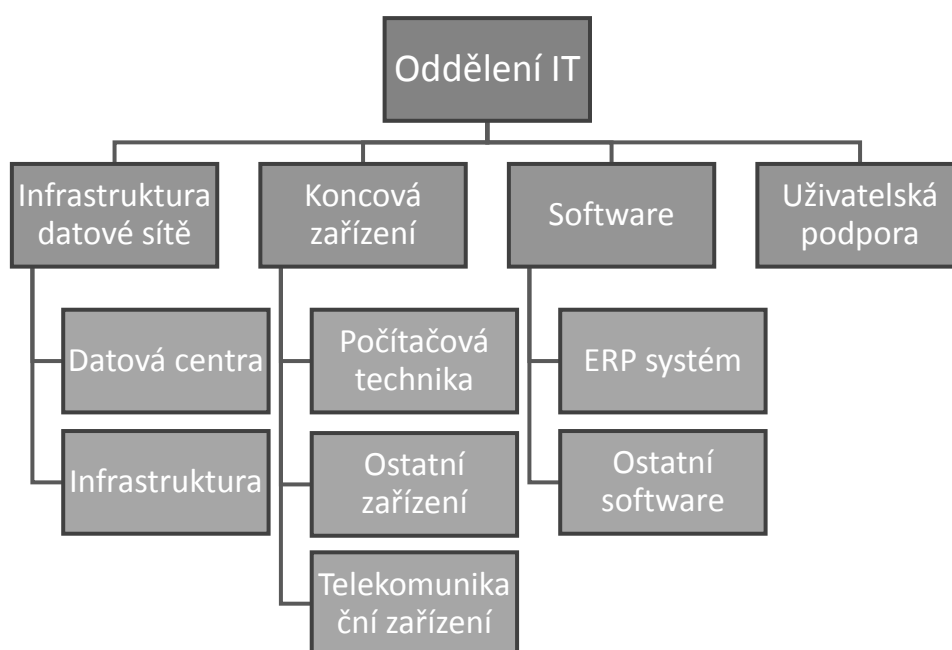 Oddělení IT
Infrastruktura
datové sítě
Koncová
zařízení
Software
Uživatelská
podpora
Datová centra
Infrastruktura
Počítačová
technika
Ostatní
zařízení
Telekomunika
ční zařízení
ERP systém
Ostatní
software